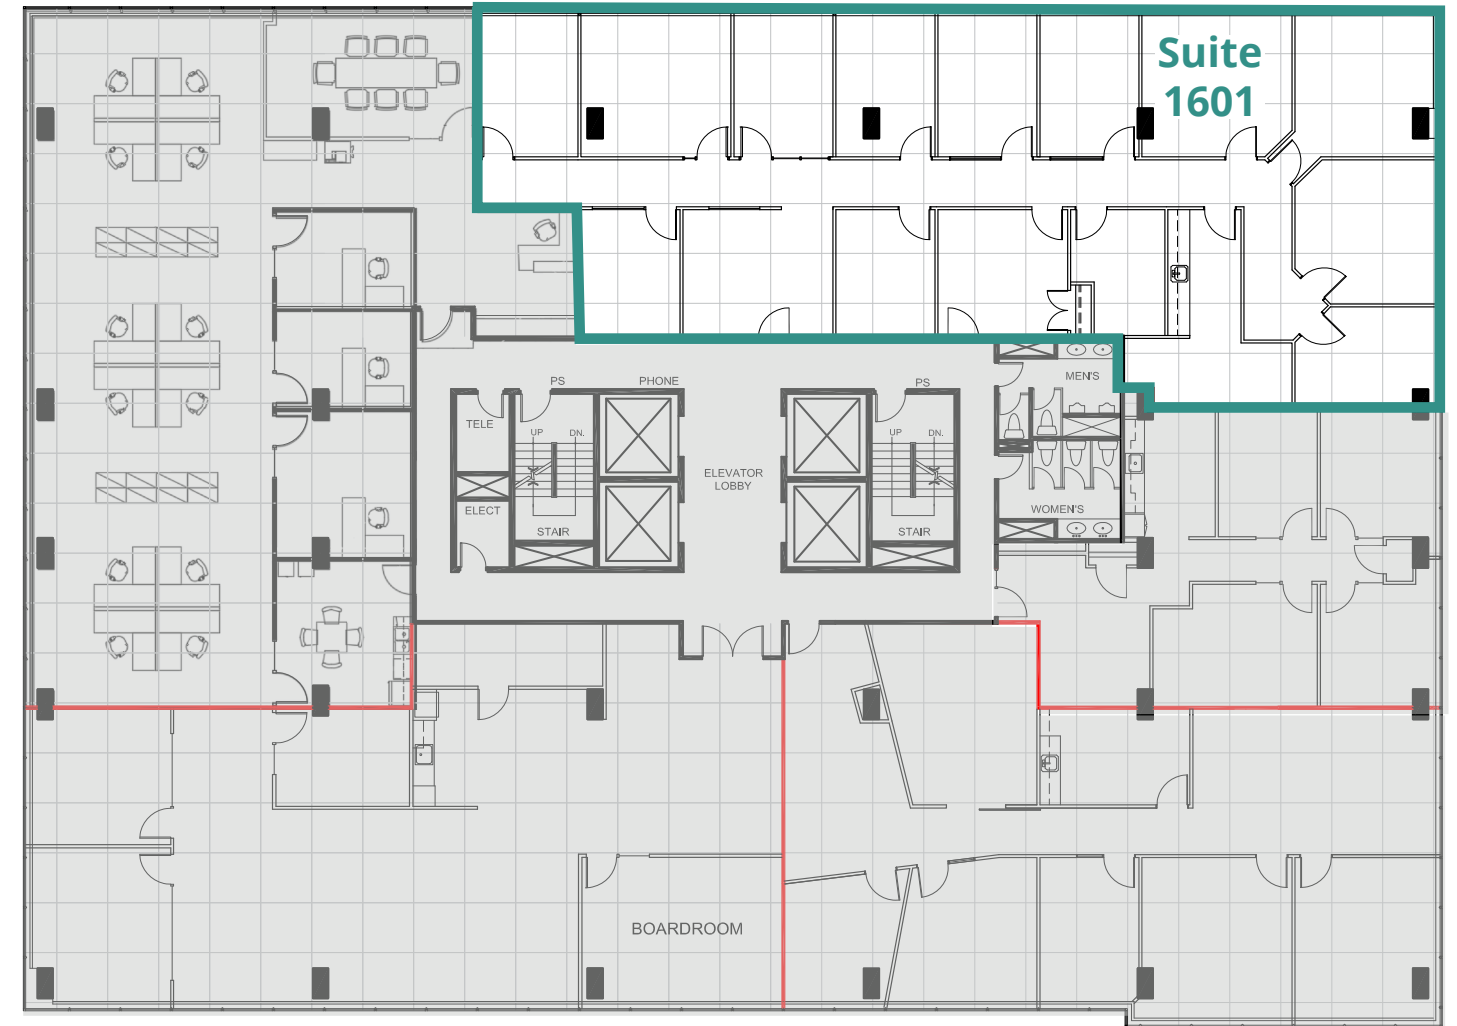 Suite
1601
PS
PHONE
PS
MEN'S
TELE
UP
DN.
UP
DN.
ELEVATOR
LOBBY
ELECT
WOMEN'S
STAIR
STAIR
BOARDROOM